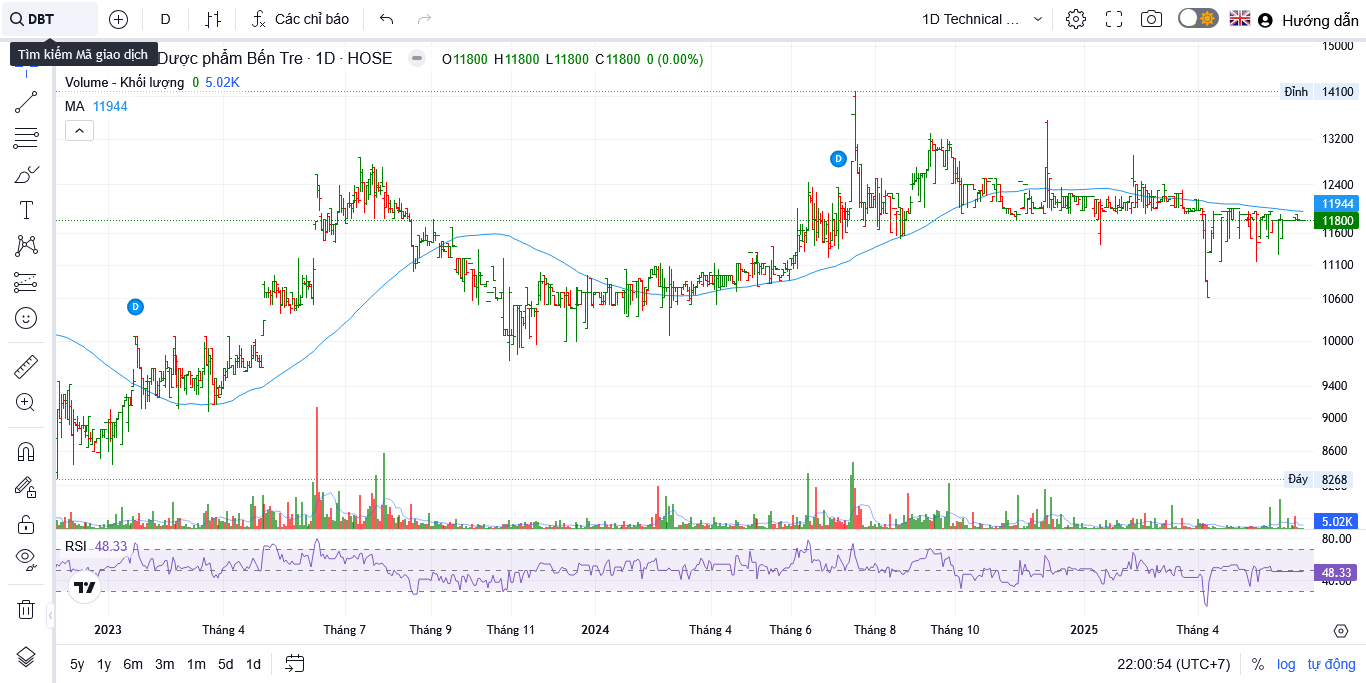 DBT
D
Các chỉ báo
1D Technical ...
Hướng dẫn
Tìm kiếm Mã giao dịch
Dược phẩm Bến Tre · 1D · HOSE
O11800 H11800 L11800 C11800 0 (0.00%)
Volume - Khối lượng 0 5.02K
MA 11944
15000
Đỉnh 14100
13200
12400
11944
11800
11600
11100
10600
10000
9400
9000
8600
Đáy 8268
5.02K
D
D
RSI 48.33
80.00
48.33
40.00
2023
Tháng 4
Tháng 7
Tháng 9
Tháng 11
2024
Tháng 4
Tháng 6
Tháng 8
Tháng 10
2025
Tháng 4
5y 1y 6m 3m 1m 5d 1d
22:00:54 (UTC+7)
% log tự động